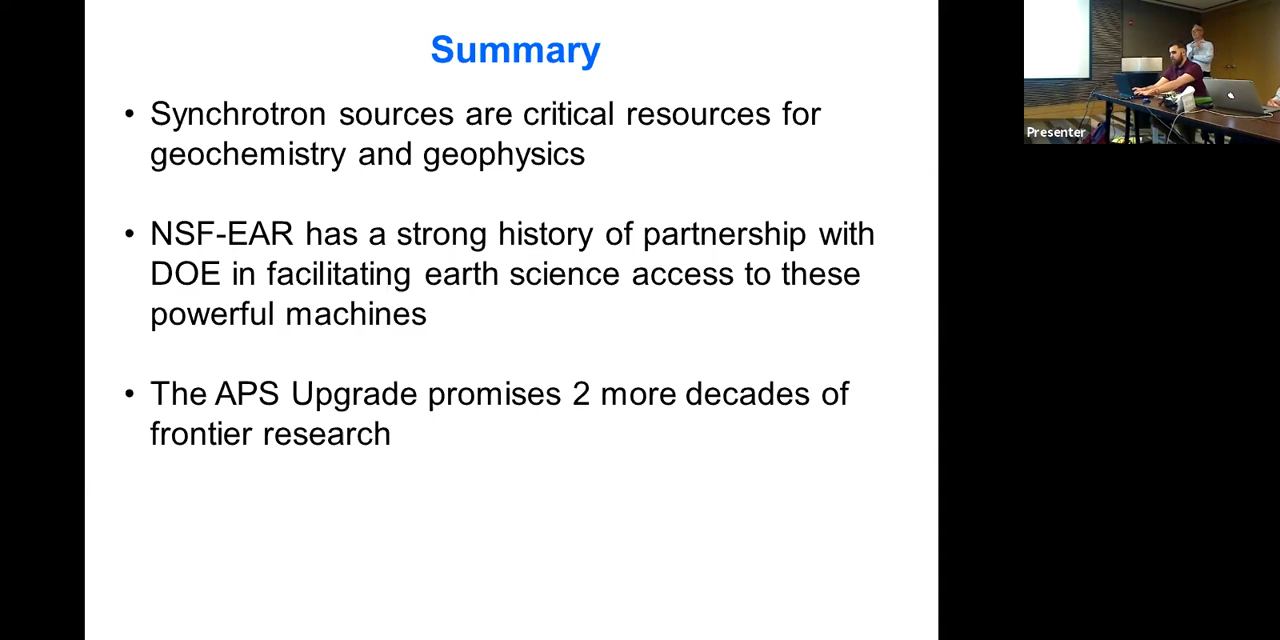 Summary
• Synchrotron sources are critical resources for
geochemistry and geophysics
• NSF-EAR has a strong history of partnership with
DOE in facilitating earth science access to these
powerful machines
• The APS Upgrade promises 2 more decades of
frontier research
Presenter